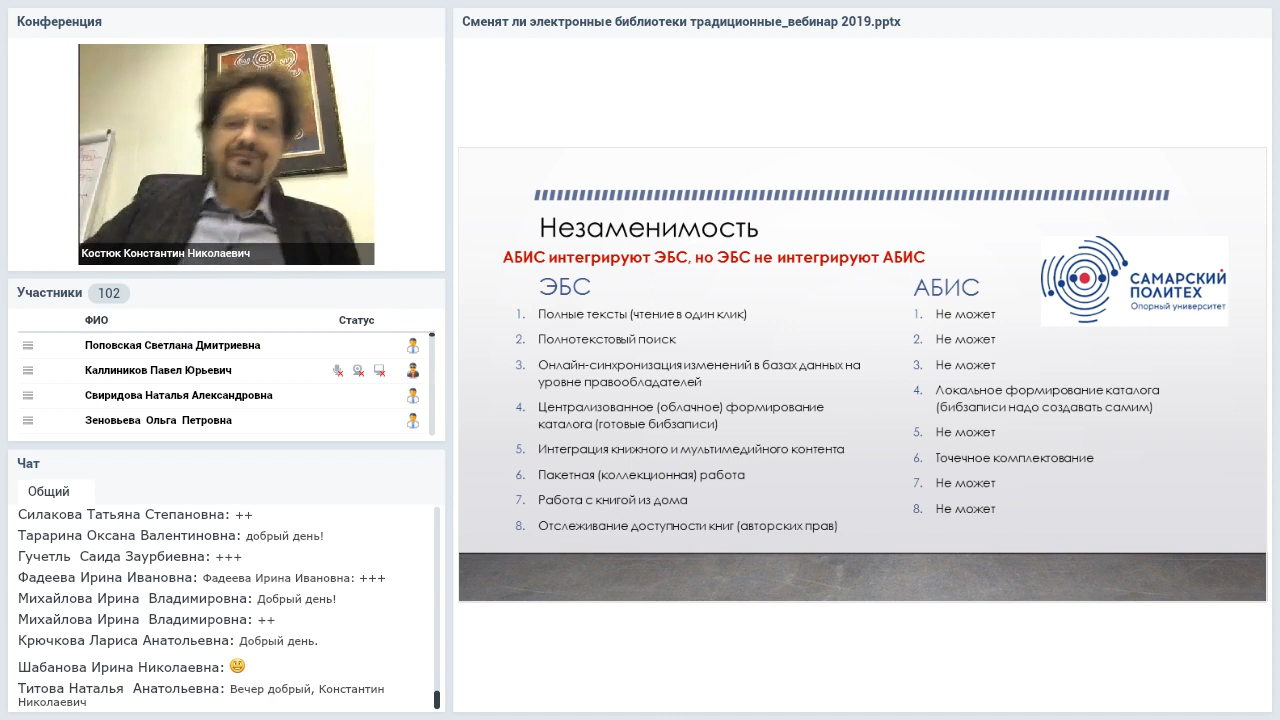 Конференция
Костюк Константин Николаевич
Участники 102
ФИО Статус
Поповская Светлана Дмитриевна
Каллиников Павел Юрьевич
Свиридова Наталья Александровна
Зеновьева Ольга Петровна
Чат
Общий
Силакова Татьяна Степановна: ++
Тарарина Оксана Валентиновна: добрый день!
Гучетль Саида Заурбиевна: +++
Фадеева Ирина Ивановна: Фадеева Ирина Ивановна: +++
Михайлова Ирина Владимировна: Добрый день!
Михайлова Ирина Владимировна: ++
Крючкова Лариса Анатольевна: Добрый день.
Шабанова Ирина Николаевна:
Титова Наталья Анатольевна: Вечер добрый, Константин
Николаевич
Сменят ли электронные библиотеки традиционные_вебинар 2019.pptx
Незаменимость
АБИС интегрируют ЭБС, но ЭБС не интегрируют АБИС
ЭБС
1. Полные тексты (чтение в один клик)
2. Полнотекстовый поиск
3. Онлайн-синхронизация изменений в базах данных на
уровне правообладателей
4. Централизованное (облачное) формирование
каталога (готовые бибзаписи)
5. Интеграция книжного и мультимедийного контента
6. Пакетная (коллекционная) работа
7. Работа с книгой из дома
8. Отслеживание доступности книг (авторских прав)
АБИС
1. Не может
2. Не может
3. Не может
4. Локальное формирование каталога
(бибзаписи надо создавать самим)
5. Не может
6. Точечное комплектование
7. Не может
8. Не может
САМАРСКИЙ
ПОЛИТЕХ
Опорный университет